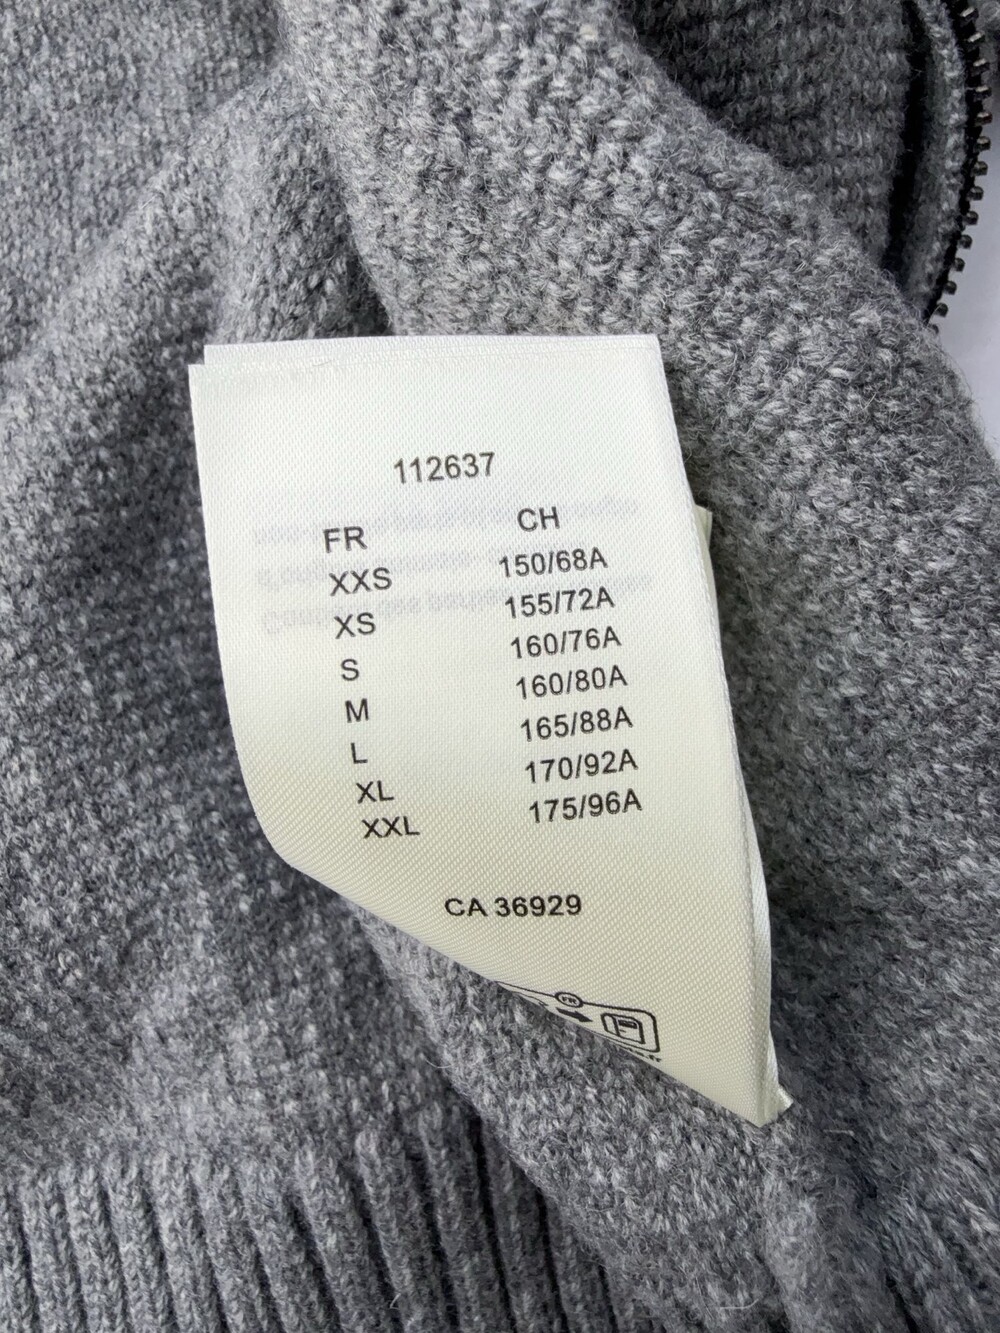 112637
FR CH
XXS 150/68A
XS 155/72A
S 160/76A
M 160/80A
L 165/88A
XL 170/92A
XXL 175/96A
CA 36929
FR